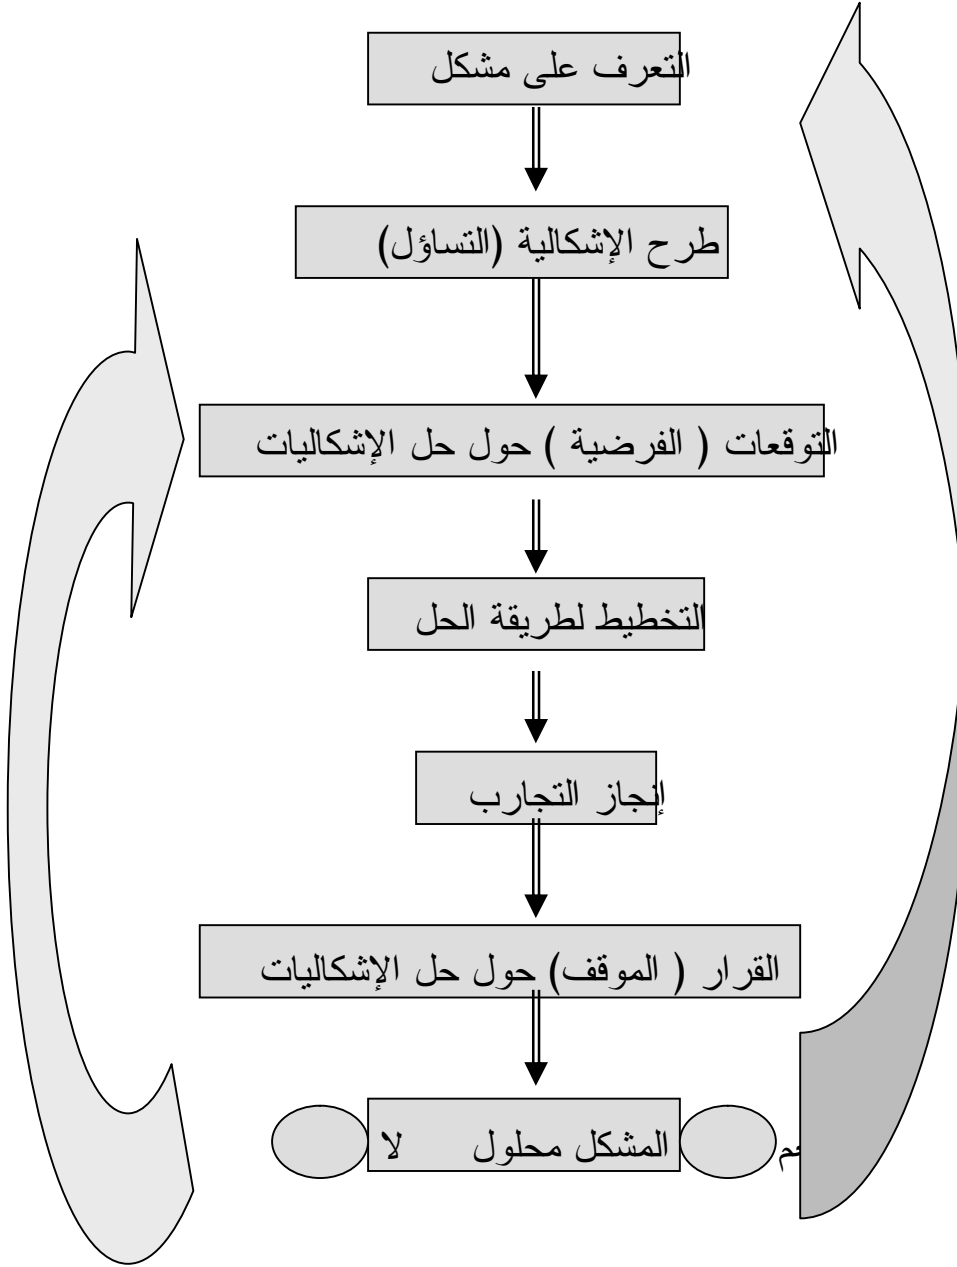 التعرف على مشكل
طرح الإشكالية (التساؤل)
التوقعات ( الفرضية ) حول حل الإشكاليات
التخطيط لطريقة الحل
إنجاز التجارب
القرار ( الموقف) حول حل الإشكاليات
المشكل محلول لا